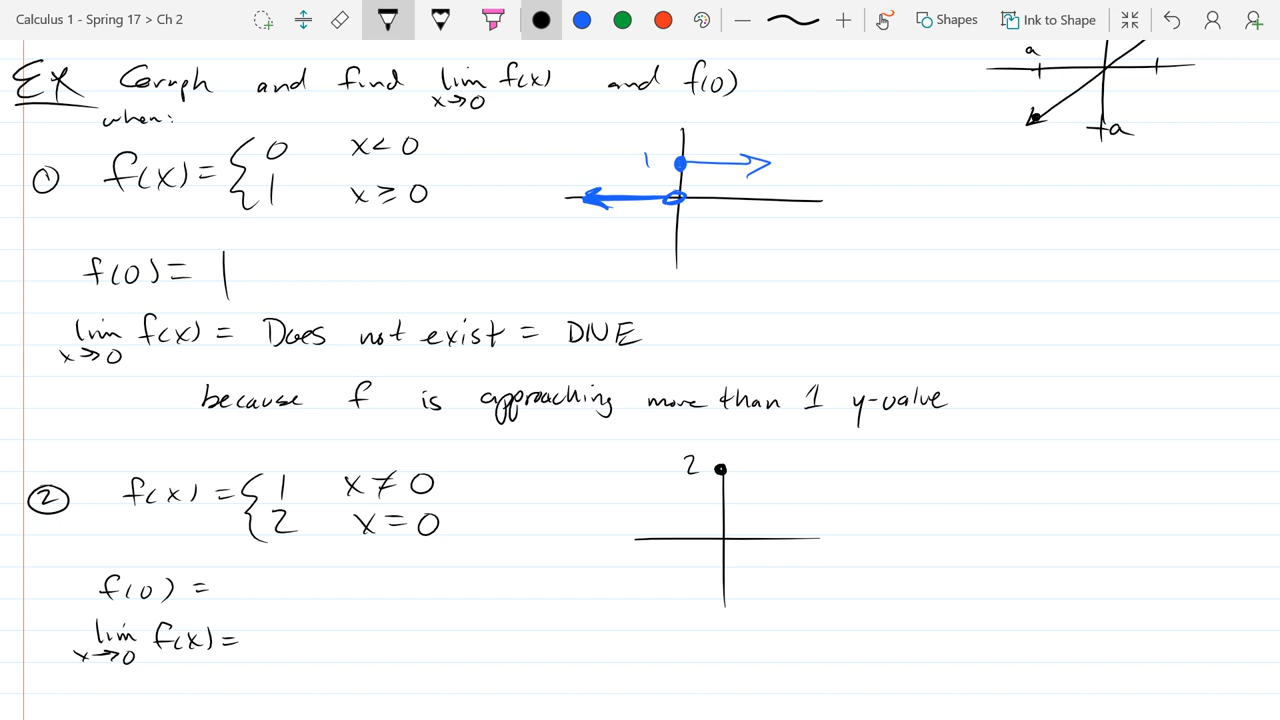 Calculus 1 - Spring 17 > Ch 2
Shapes
Ink to Shape
EX Graph and find lim x→0 f(x) and f(0)
when:
a
-a
① f(x) = { 0 x < 0
1 x ≥ 0
1
f(0) = 1
lim x→0 f(x) = Does not exist = DNE
because f is approaching more than 1 y-value
② f(x) = { 1 x ≠ 0
2 x = 0
2
f(0) =
lim x→0 f(x) =